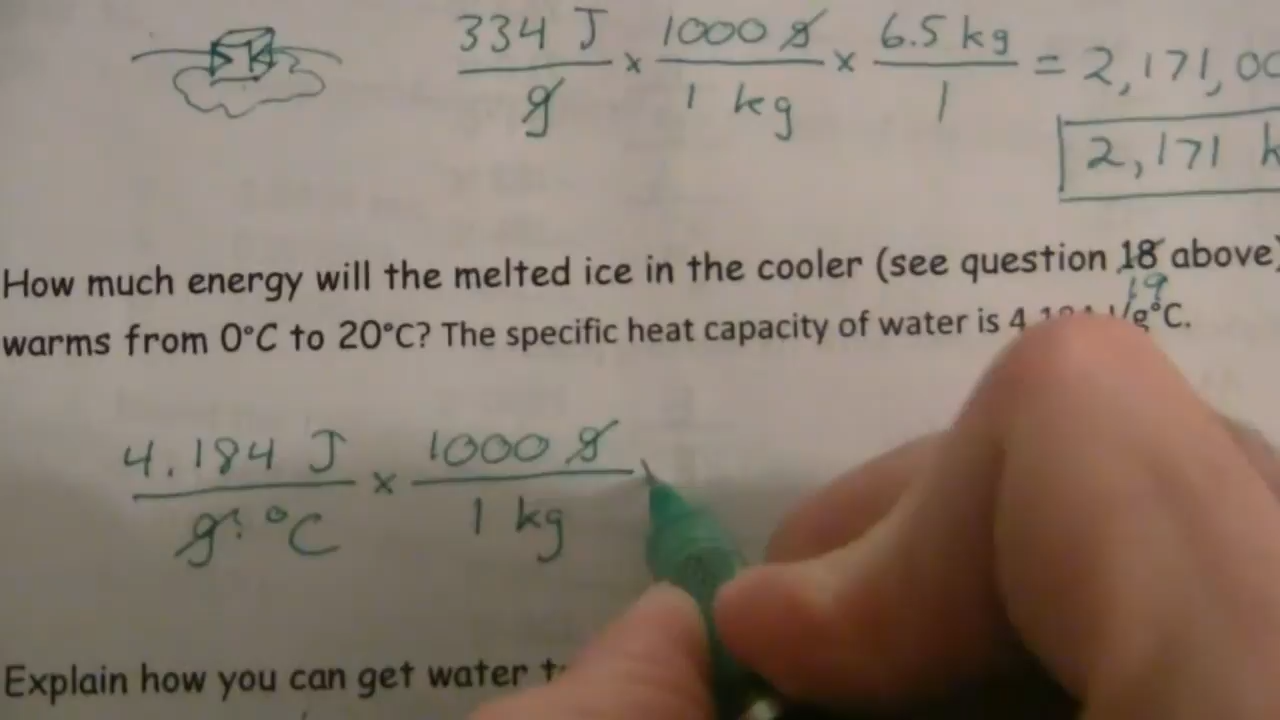 334 J / g × 1000 g / 1 kg × 6.5 kg / 1 = 2,171,00
2,171 k
How much energy will the melted ice in the cooler (see question 18 above)
19
warms from 0°C to 20°C? The specific heat capacity of water is 4.184 J/g°C.
4.184 J / g·°C × 1000 g / 1 kg
Explain how you can get water